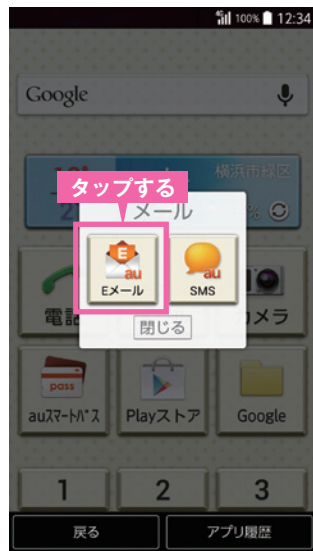 4G 100% 12:34
Google
横浜市緑区
タップする
メール
% 
E
au
au
Eメール
SMS
電話
カメラ
閉じる
pass
auスマートパス
Playストア
Google
1
2
3
戻る
アプリ履歴